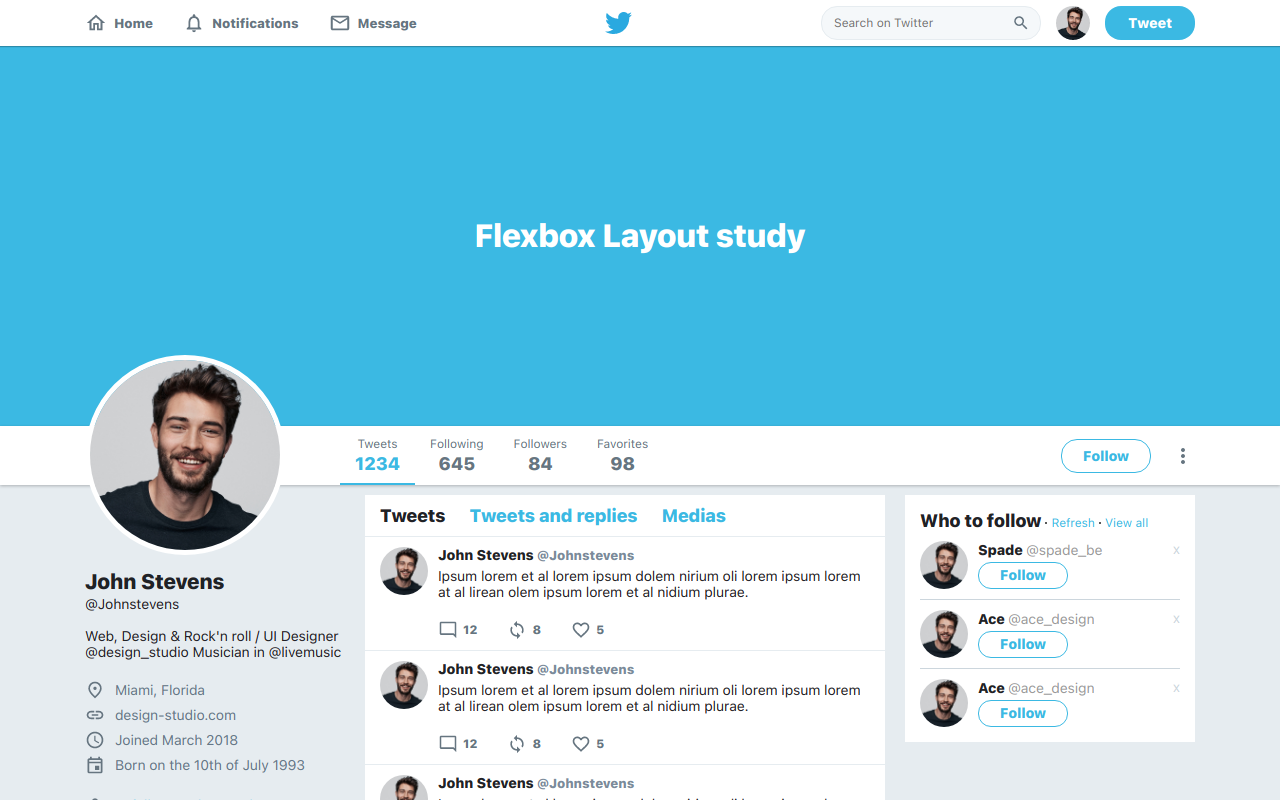 Home Notifications Message Search on Twitter Tweet
Flexbox Layout study
Tweets Following Followers Favorites
1234 645 84 98
Follow
John Stevens
@Johnstevens
Web, Design & Rock'n roll / UI Designer
@design_studio Musician in @livemusic
Miami, Florida
design-studio.com
Joined March 2018
Born on the 10th of July 1993
Tweets Tweets and replies Medias
John Stevens @Johnstevens
Ipsum lorem et al lorem ipsum dolem nirium oli lorem ipsum lorem
at al lirean olem ipsum lorem et al nidium plurae.
12 8 5
John Stevens @Johnstevens
Ipsum lorem et al lorem ipsum dolem nirium oli lorem ipsum lorem
at al lirean olem ipsum lorem et al nidium plurae.
12 8 5
John Stevens @Johnstevens
Who to follow · Refresh · View all
Spade @spade_be x
Follow
Ace @ace_design x
Follow
Ace @ace_design x
Follow